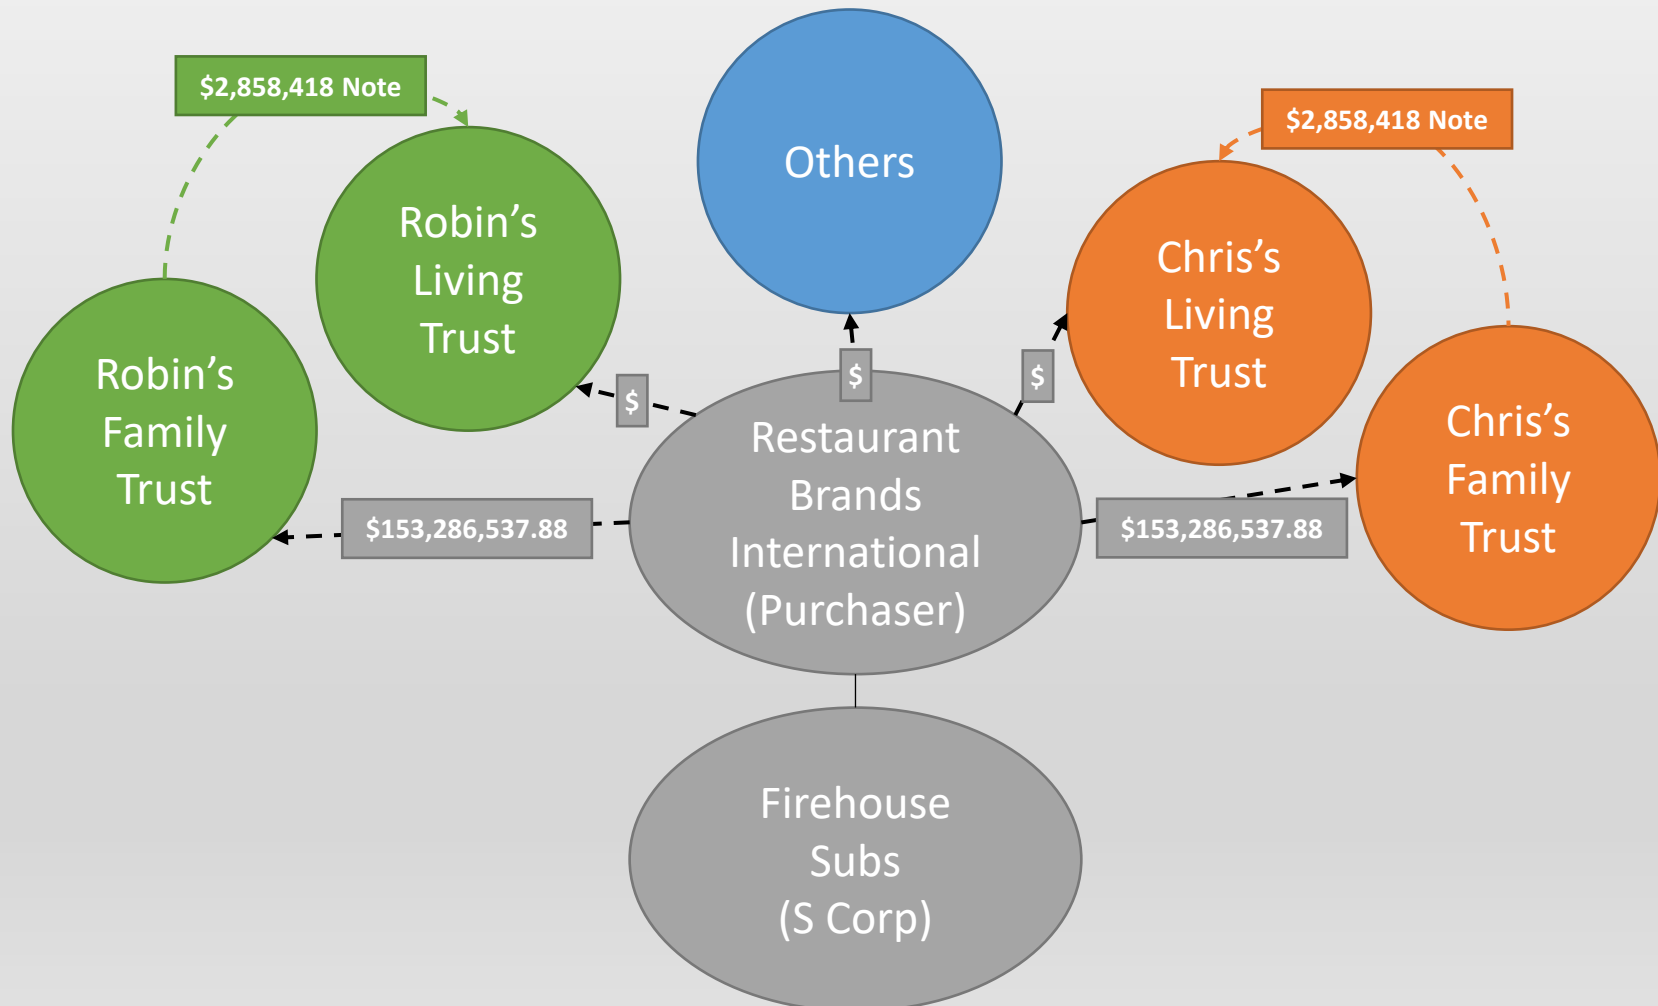 $2,858,418 Note
Robin’s
Living
Trust
Robin’s
Family
Trust
Others
$2,858,418 Note
Chris’s
Living
Trust
Chris’s
Family
Trust
$
$
$
$153,286,537.88
$153,286,537.88
Restaurant
Brands
International
(Purchaser)
Firehouse
Subs
(S Corp)